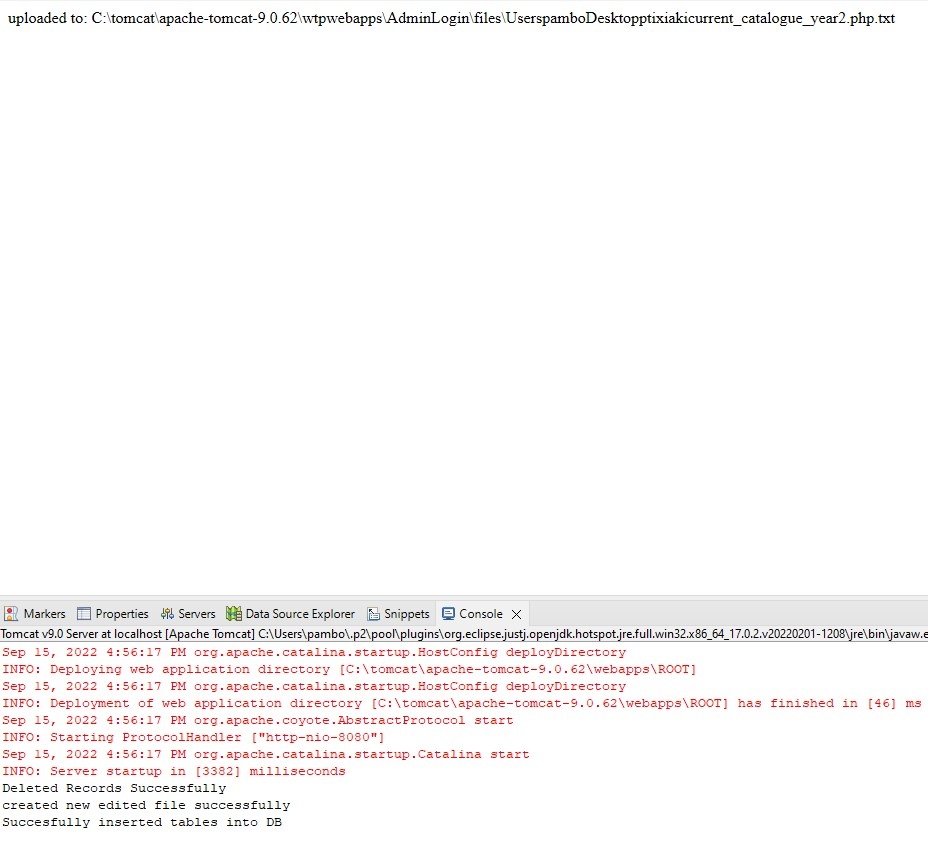 uploaded to: C:\tomcat\apache-tomcat-9.0.62\wtpwebapps\AdminLogin\files\UserspamboDesktopptixiakicurrent_catalogue_year2.php.txt
Markers Properties Servers Data Source Explorer Snippets Console
Tomcat v9.0 Server at localhost [Apache Tomcat] C:\Users\pambo\.p2\pool\plugins\org.eclipse.justj.openjdk.hotspot.jre.full.win32.x86_64_17.0.2.v20220201-1208\jre\bin\javaw.e
Sep 15, 2022 4:56:17 PM org.apache.catalina.startup.HostConfig deployDirectory
INFO: Deploying web application directory [C:\tomcat\apache-tomcat-9.0.62\webapps\ROOT]
Sep 15, 2022 4:56:17 PM org.apache.catalina.startup.HostConfig deployDirectory
INFO: Deployment of web application directory [C:\tomcat\apache-tomcat-9.0.62\webapps\ROOT] has finished in [46] ms
Sep 15, 2022 4:56:17 PM org.apache.coyote.AbstractProtocol start
INFO: Starting ProtocolHandler ["http-nio-8080"]
Sep 15, 2022 4:56:17 PM org.apache.catalina.startup.Catalina start
INFO: Server startup in [3382] milliseconds
Deleted Records Successfully
created new edited file successfully
Succesfully inserted tables into DB